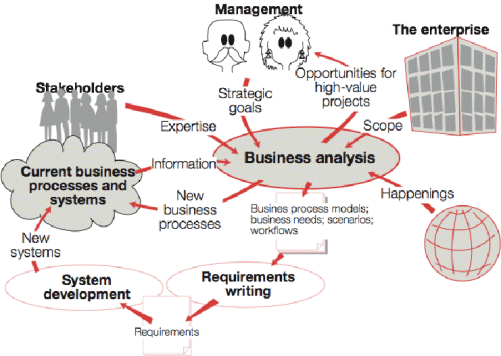 Management
The enterprise
Stakeholders
Opportunities for
high-value
projects
Strategic
goals
Expertise
Scope
Information
Business analysis
Current business
processes and
systems
New
business
processes
Happenings
Busines process models;
business needs; scenarios;
workflows
New
systems
System
development
Requirements
writing
Requirements